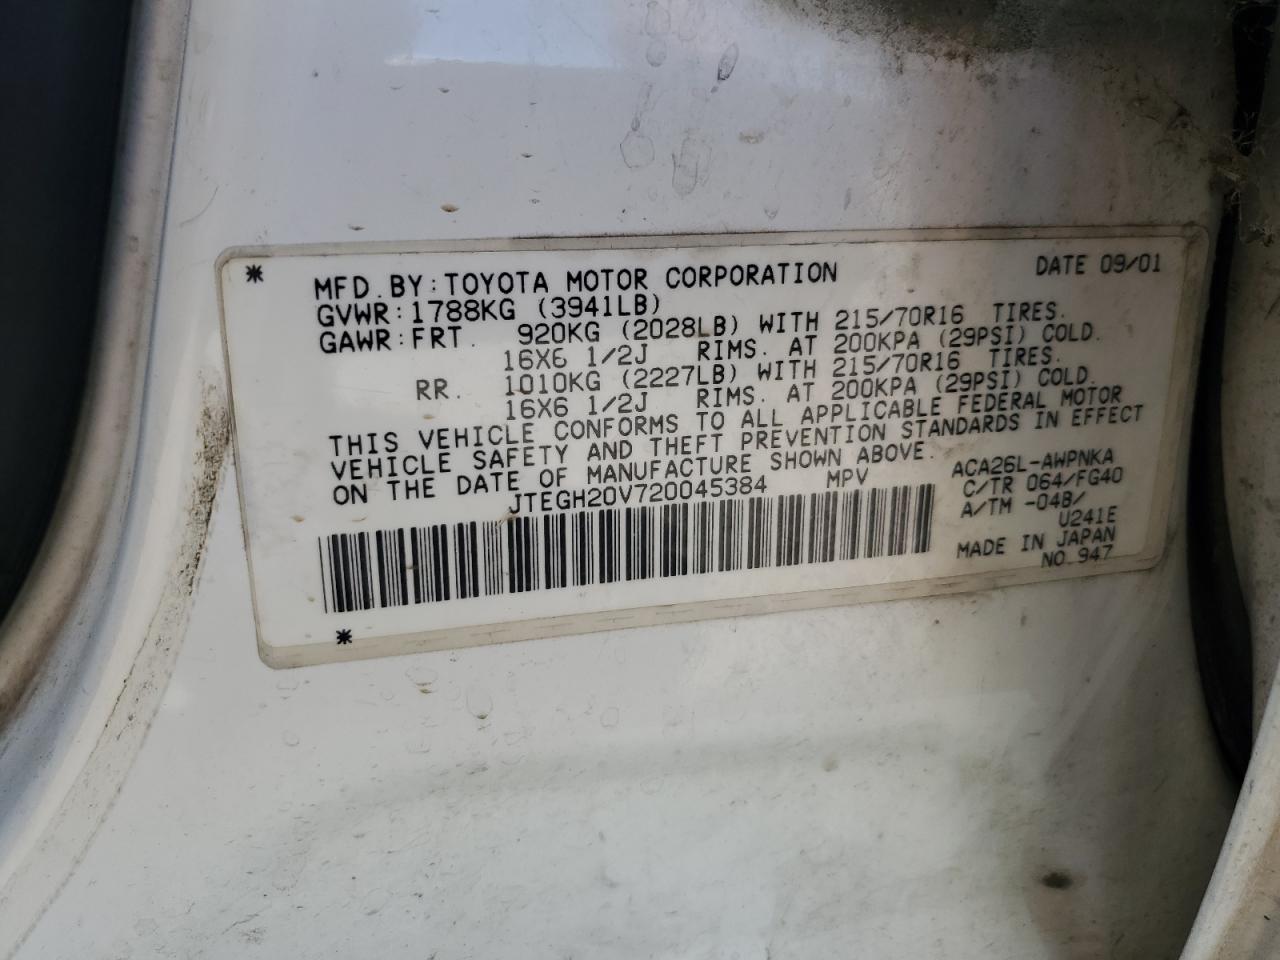 * MFD.BY:TOYOTA MOTOR CORPORATION DATE 09/01
GVWR:1788KG (3941LB)
GAWR:FRT. 920KG (2028LB) WITH 215/70R16 TIRES.
16X6 1/2J RIMS. AT 200KPA (29PSI) COLD.
RR. 1010KG (2227LB) WITH 215/70R16 TIRES.
16X6 1/2J RIMS. AT 200KPA (29PSI) COLD.
THIS VEHICLE CONFORMS TO ALL APPLICABLE FEDERAL MOTOR
VEHICLE SAFETY AND THEFT PREVENTION STANDARDS IN EFFECT
ON THE DATE OF MANUFACTURE SHOWN ABOVE.
JTEGH20V720045384 MPV
ACA26L-AWPNKA
C/TR 064/FG40
A/TM -04B/
U241E
MADE IN JAPAN
NO.947
*